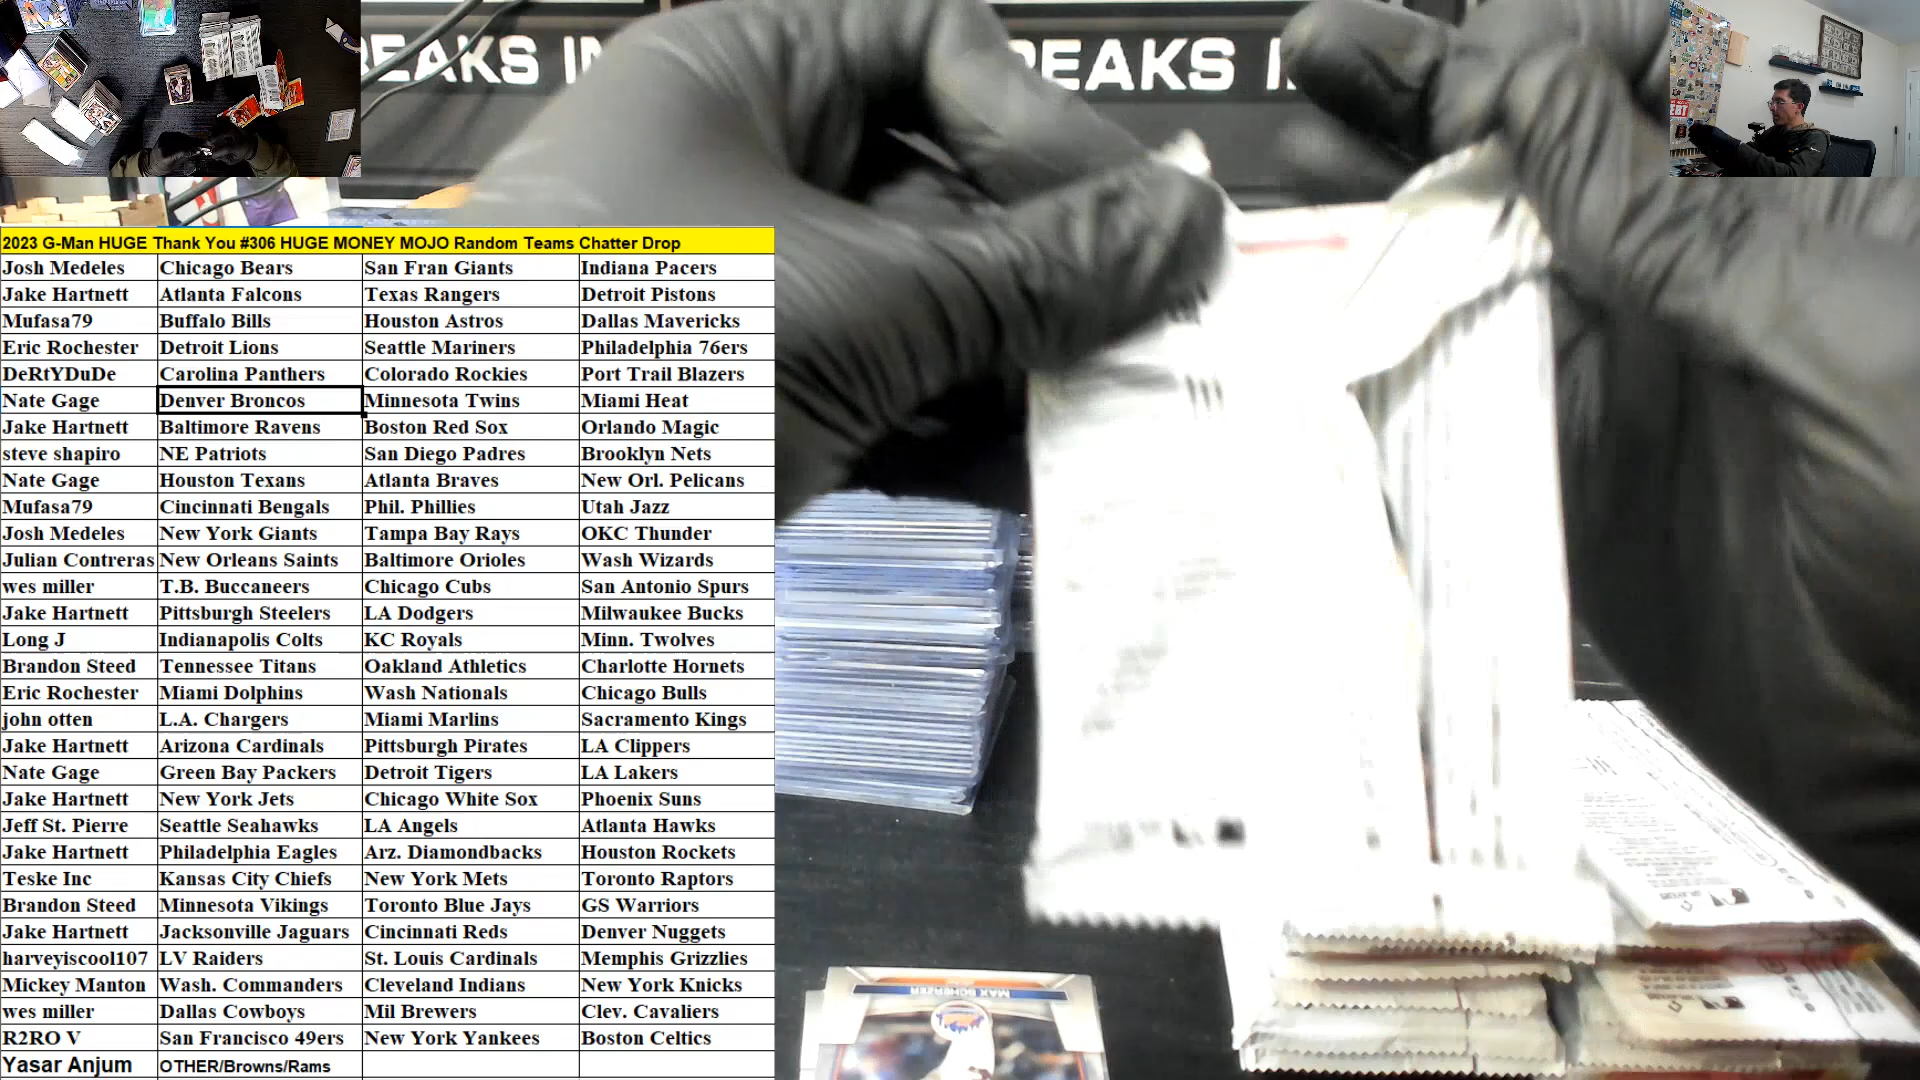 EAKS IN
EAKS I
2023 G-Man HUGE Thank You #306 HUGE MONEY MOJO Random Teams Chatter Drop
Josh Medeles Chicago Bears San Fran Giants Indiana Pacers
Jake Hartnett Atlanta Falcons Texas Rangers Detroit Pistons
Mufasa79 Buffalo Bills Houston Astros Dallas Mavericks
Eric Rochester Detroit Lions Seattle Mariners Philadelphia 76ers
DeRtYDuDe Carolina Panthers Colorado Rockies Port Trail Blazers
Nate Gage Denver Broncos Minnesota Twins Miami Heat
Jake Hartnett Baltimore Ravens Boston Red Sox Orlando Magic
steve shapiro NE Patriots San Diego Padres Brooklyn Nets
Nate Gage Houston Texans Atlanta Braves New Orl. Pelicans
Mufasa79 Cincinnati Bengals Phil. Phillies Utah Jazz
Josh Medeles New York Giants Tampa Bay Rays OKC Thunder
Julian Contreras New Orleans Saints Baltimore Orioles Wash Wizards
wes miller T.B. Buccaneers Chicago Cubs San Antonio Spurs
Jake Hartnett Pittsburgh Steelers LA Dodgers Milwaukee Bucks
Long J Indianapolis Colts KC Royals Minn. Twolves
Brandon Steed Tennessee Titans Oakland Athletics Charlotte Hornets
Eric Rochester Miami Dolphins Wash Nationals Chicago Bulls
john otten L.A. Chargers Miami Marlins Sacramento Kings
Jake Hartnett Arizona Cardinals Pittsburgh Pirates LA Clippers
Nate Gage Green Bay Packers Detroit Tigers LA Lakers
Jake Hartnett New York Jets Chicago White Sox Phoenix Suns
Jeff St. Pierre Seattle Seahawks LA Angels Atlanta Hawks
Jake Hartnett Philadelphia Eagles Arz. Diamondbacks Houston Rockets
Teske Inc Kansas City Chiefs New York Mets Toronto Raptors
Brandon Steed Minnesota Vikings Toronto Blue Jays GS Warriors
Jake Hartnett Jacksonville Jaguars Cincinnati Reds Denver Nuggets
harveyiscool107 LV Raiders St. Louis Cardinals Memphis Grizzlies
Mickey Manton Wash. Commanders Cleveland Indians New York Knicks
wes miller Dallas Cowboys Mil Brewers Clev. Cavaliers
R2RO V San Francisco 49ers New York Yankees Boston Celtics
Yasar Anjum OTHER/Browns/Rams
MAX SCHERZER